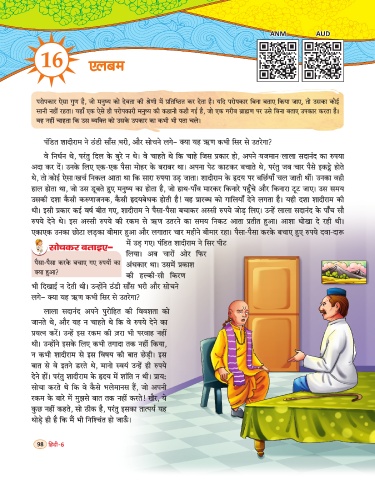 ANM AUD
16 एलबम
परोपकार ऐसा गुण है, जो मनुष्य को देवता की श्रेणी में प्रतिष्ठित कर देता है। यदि परोपकार बिना बताए किया जाए, तो उसका कोई
सानी नहीं रहता। यहाँ एक ऐसे ही परोपकारी मनुष्य की कहानी कही गई है, जो एक गरीब ब्राह्मण पर उसे बिना बताए उपकार करता है।
वह नहीं चाहता कि उस व्यक्ति को उसके उपकार का कभी भी पता चले।
पंडित शादीराम ने ठंडी साँस भरी, और सोचने लगे– क्या यह ऋण कभी सिर से उतरेगा?
वे निर्धन थे, परंतु दिल के बुरे न थे। वे चाहते थे कि चाहे जिस प्रकार हो, अपने यजमान लाला सदानंद का रुपया
अदा कर दें। उनके लिए एक-एक पैसा मोहर के बराबर था। अपना पेट काटकर बचाते थे, परंतु जब चार पैसे इकट्ठे होते
थे, तो कोई ऐसा खर्च निकल आता था कि सारा रुपया उड़ जाता। शादीराम के हृदय पर बर्छियाँ चल जाती थीं। उनका वही
हाल होता था, जो उस डूबते हुए मनुष्य का होता है, जो हाथ-पाँव मारकर किनारे पहुँचे और किनारा टूट जाए। उस समय
उसकी दशा कैसी करुणाजनक, कैसी हृदयबेधक होती है! वह प्रारब्ध को गालियाँ देने लगता है। यही दशा शादीराम की
थी। इसी प्रकार कई वर्ष बीत गए, शादीराम ने पैसा-पैसा बचाकर अस्सी रुपये जोड़ लिए। उन्हें लाला सदानंद के पाँच सौ
रुपये देने थे। इन अस्सी रुपये की रकम से ऋण उतरने का समय निकट आता प्रतीत हुआ। आशा धोखा दे रही थी।
एकाएक उनका छोटा लड़का बीमार हुआ और लगातार चार महीने बीमार रहा। पैसा-पैसा करके बचाए हुए रुपये दवा-दारू
में उड़ गए। पंडित शादीराम ने सिर पीट
लिया। अब चारों ओर फिर
अंधकार था। उसमें प्रकाश
की हल्की-सी किरण
सोचकर बताइए–
पैसा-पैसा करके बचाए गए रुपयों का
क्या हुआ?
भी दिखाई न देती थी। उन्होंने ठंडी साँस भरी और सोचने
लगे– क्या यह ऋण कभी सिर से उतरेगा?
लाला सदानंद अपने पुरोहित की विवशता को
जानते थे, और यह न चाहते थे कि वे रुपये देने का
प्रयत्न करें। उन्हें इस रकम की ज़रा भी परवाह नहीं
थी। उन्होंने इसके लिए कभी तगादा तक नहीं किया,
न कभी शादीराम से इस विषय की बात छेड़ी। इस
बात से वे इतने डरते थे, मानो स्वयं उन्हें ही रुपये
देने हों। परंतु शादीराम के हृदय में शांति न थी। प्रायः
सोचा करते थे कि वे कैसे भलेमानस हैं, जो अपनी
रकम के बारे में मुझसे बात तक नहीं करते! खैर, ये
कुछ नहीं कहते, सो ठीक है, परंतु इसका तात्पर्य यह
थोड़े ही है कि मैं भी निश्चिंत हो जाऊँ।
98 हिन्दी-6